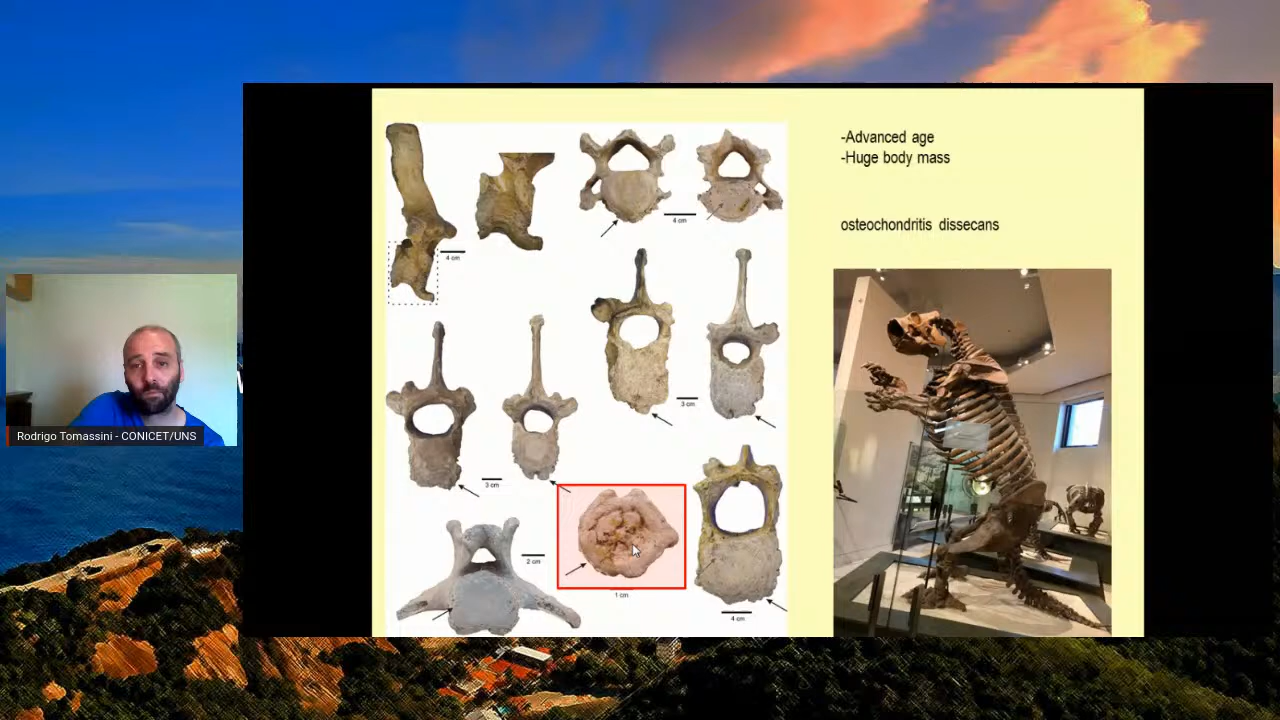 -Advanced age
-Huge body mass
osteochondritis dissecans
4 cm
4 cm
3 cm
3 cm
2 cm
1 cm
4 cm
Rodrigo Tomassini - CONICET/UNS